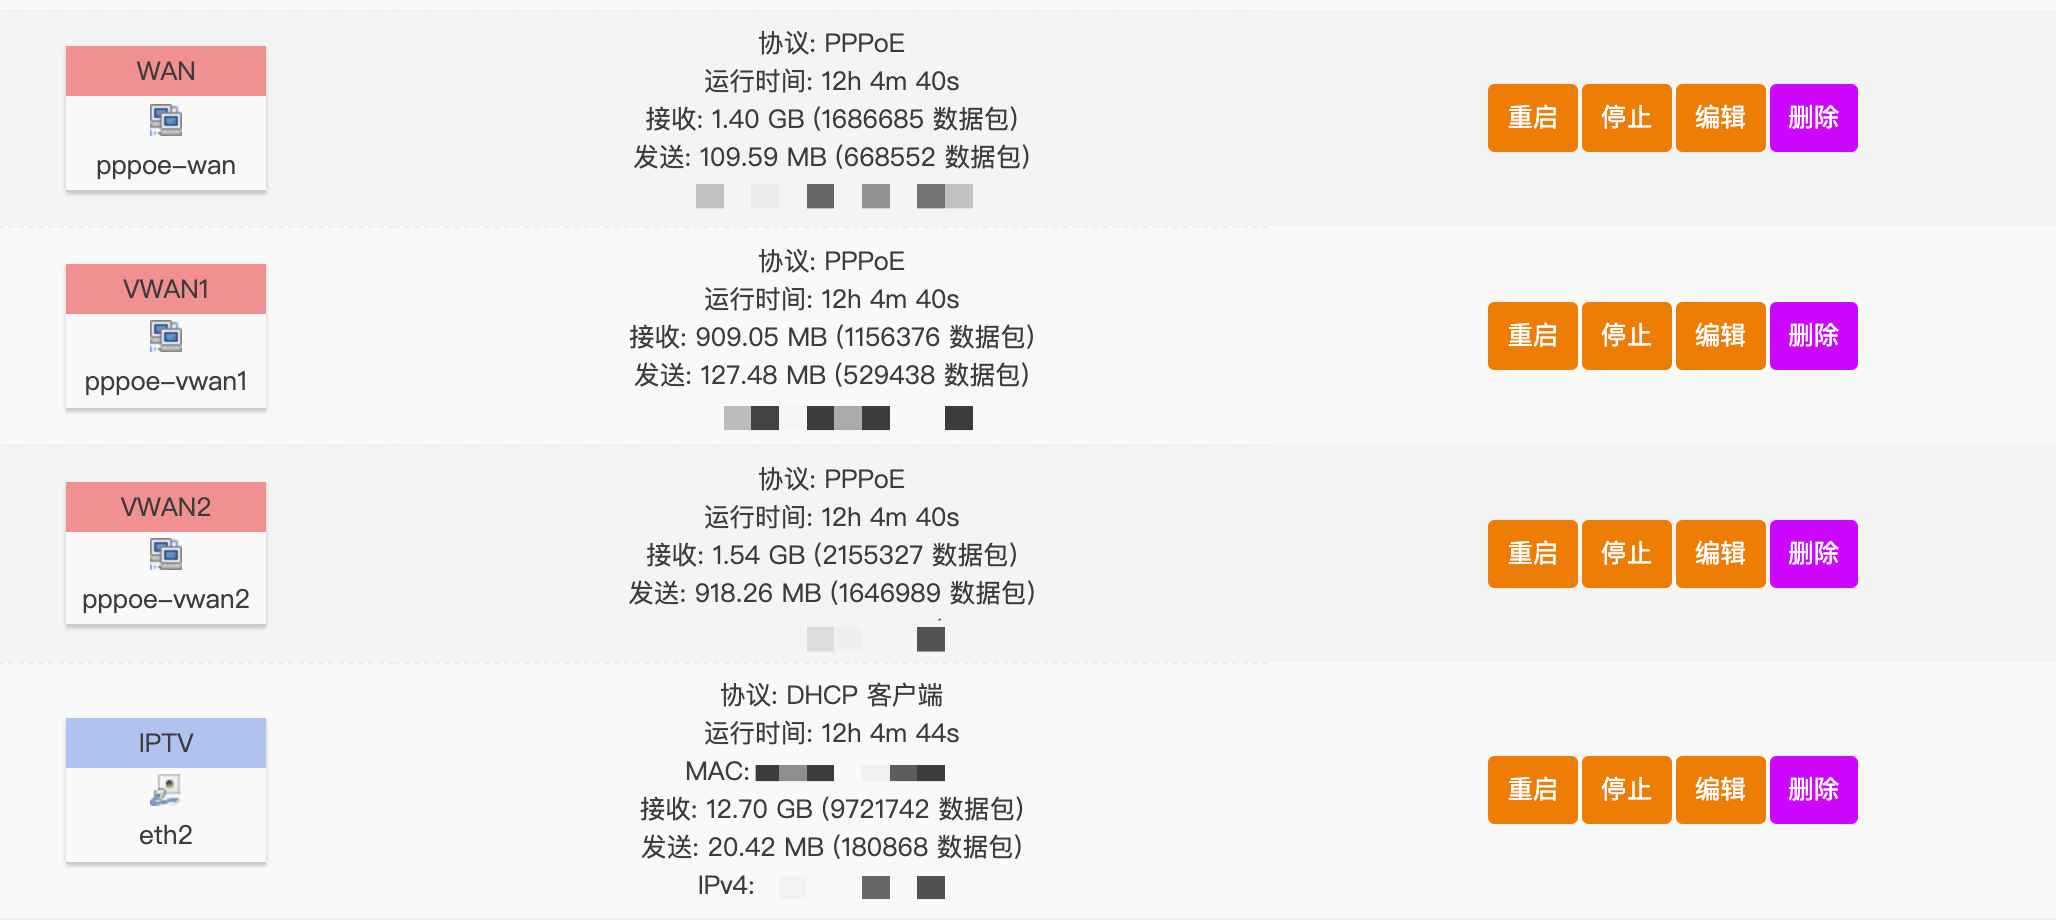 WAN
pppoe-wan
协议: PPPoE
运行时间: 12h 4m 40s
接收: 1.40 GB (1686685 数据包)
发送: 109.59 MB (668552 数据包)
重启 停止 编辑 删除
VWAN1
pppoe-vwan1
协议: PPPoE
运行时间: 12h 4m 40s
接收: 909.05 MB (1156376 数据包)
发送: 127.48 MB (529438 数据包)
重启 停止 编辑 删除
VWAN2
pppoe-vwan2
协议: PPPoE
运行时间: 12h 4m 40s
接收: 1.54 GB (2155327 数据包)
发送: 918.26 MB (1646989 数据包)
重启 停止 编辑 删除
IPTV
eth2
协议: DHCP 客户端
运行时间: 12h 4m 44s
MAC:
接收: 12.70 GB (9721742 数据包)
发送: 20.42 MB (180868 数据包)
IPv4:
重启 停止 编辑 删除